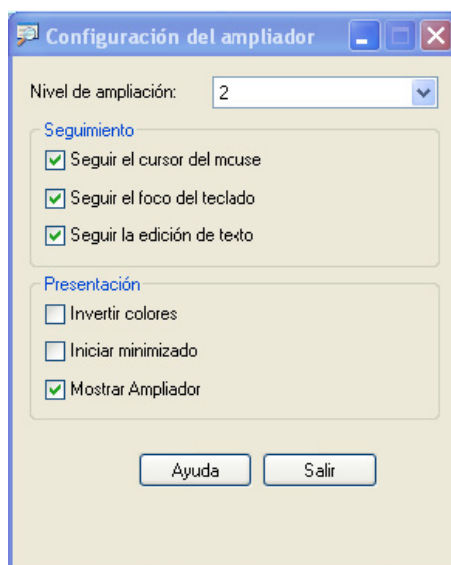 Configuración del ampliador
Nivel de ampliación: 2
Seguimiento
Seguir el cursor del mouse
Seguir el foco del teclado
Seguir la edición de texto
Presentación
Invertir colores
Iniciar minimizado
Mostrar Ampliador
Ayuda Salir